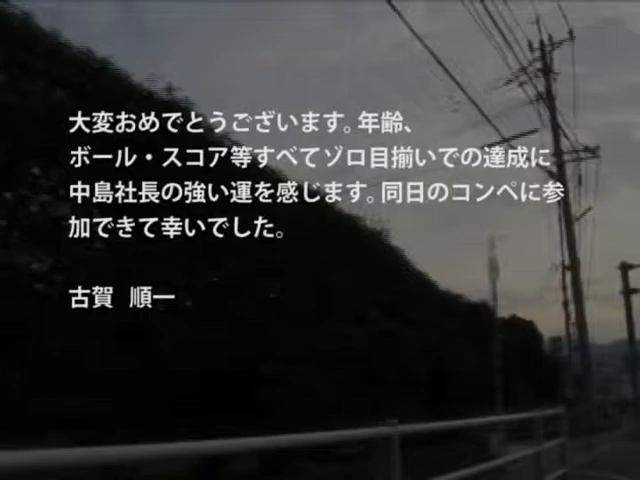 大変おめでとうございます。年齢、
ボール・スコア等すべてゾロ目揃いでの達成に
中島社長の強い運を感じます。同日のコンペに参
加できて幸いでした。
古賀　順一